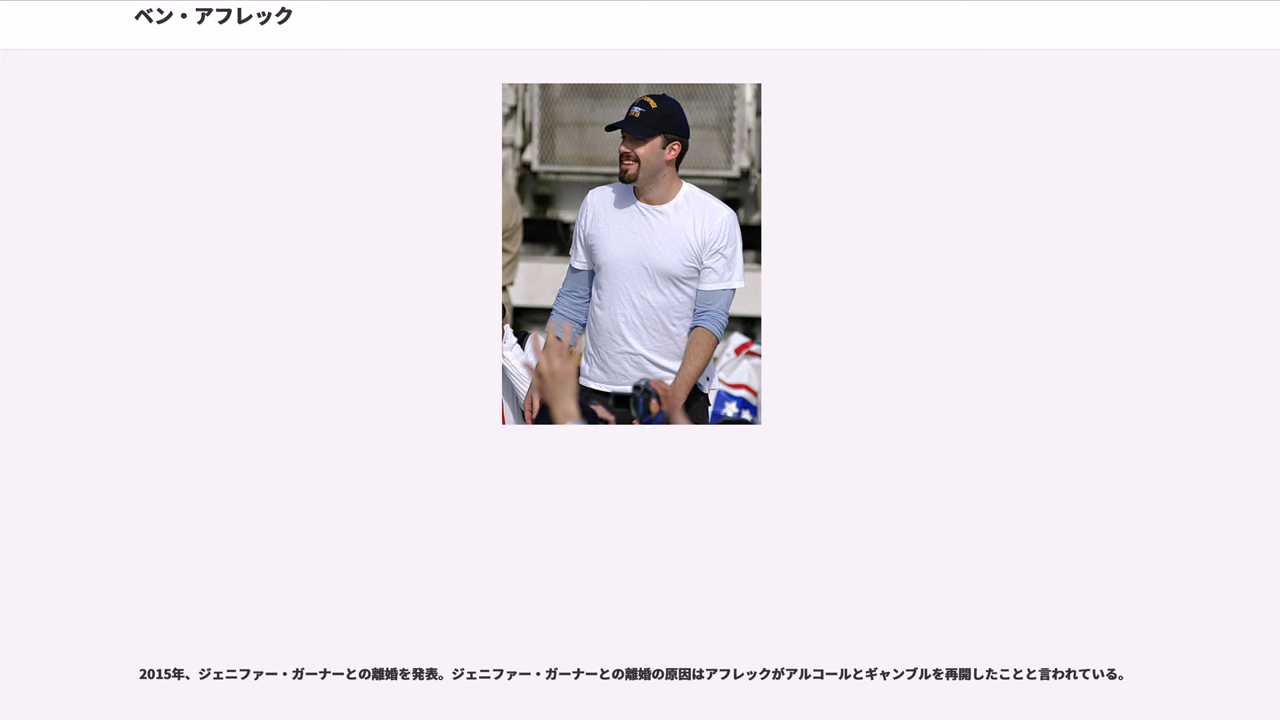 ベン・アフレック
2015年、ジェニファー・ガーナーとの離婚を発表。ジェニファー・ガーナーとの離婚の原因はアフレックがアルコールとギャンブルを再開したことと言われている。